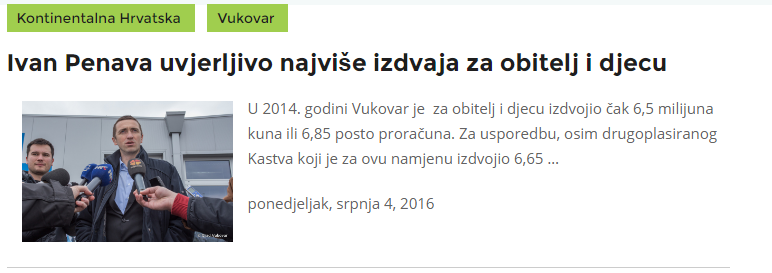 Kontinentalna Hrvatska
Vukovar
Ivan Penava uvjerljivo najviše izdvaja za obitelj i djecu
U 2014. godini Vukovar je za obitelj i djecu izdvojio čak 6,5 milijuna
kuna ili 6,85 posto proračuna. Za usporedbu, osim drugoplasiranog
Kastva koji je za ovu namjenu izdvojio 6,65 ...
ponedjeljak, srpnja 4, 2016